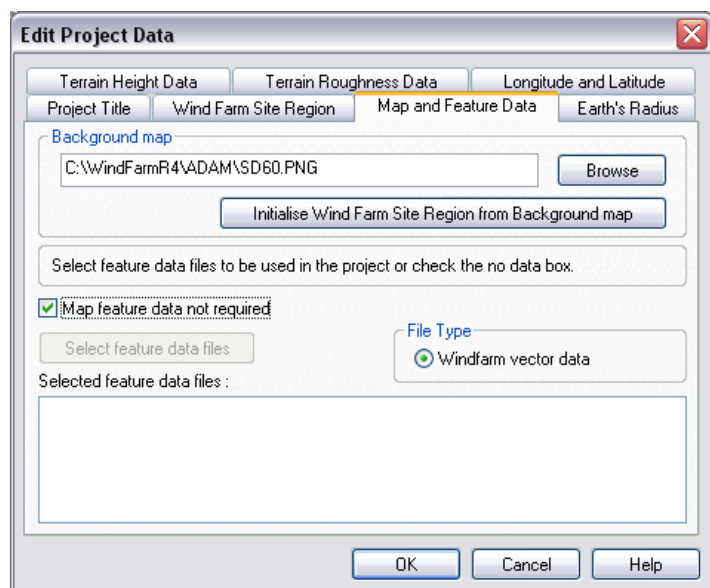 Edit Project Data
Terrain Height Data Terrain Roughness Data Longitude and Latitude
Project Title Wind Farm Site Region Map and Feature Data Earth's Radius
Background map
C:\WindFarmR4\ADAM\SD60.PNG Browse
Initialise Wind Farm Site Region from Background map
Select feature data files to be used in the project or check the no data box.
Map feature data not required
File Type
Select feature data files Windfarm vector data
Selected feature data files :
OK Cancel Help